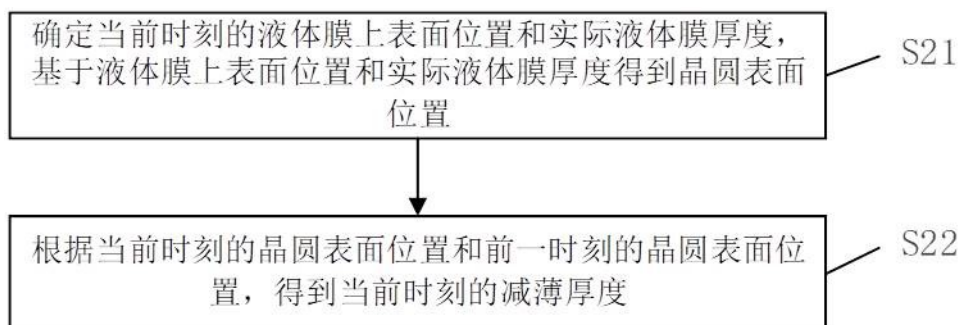 确定当前时刻的液体膜上表面位置和实际液体膜厚度，
基于液体膜上表面位置和实际液体膜厚度得到晶圆表面
位置
S21
根据当前时刻的晶圆表面位置和前一时刻的晶圆表面位
置，得到当前时刻的减薄厚度
S22